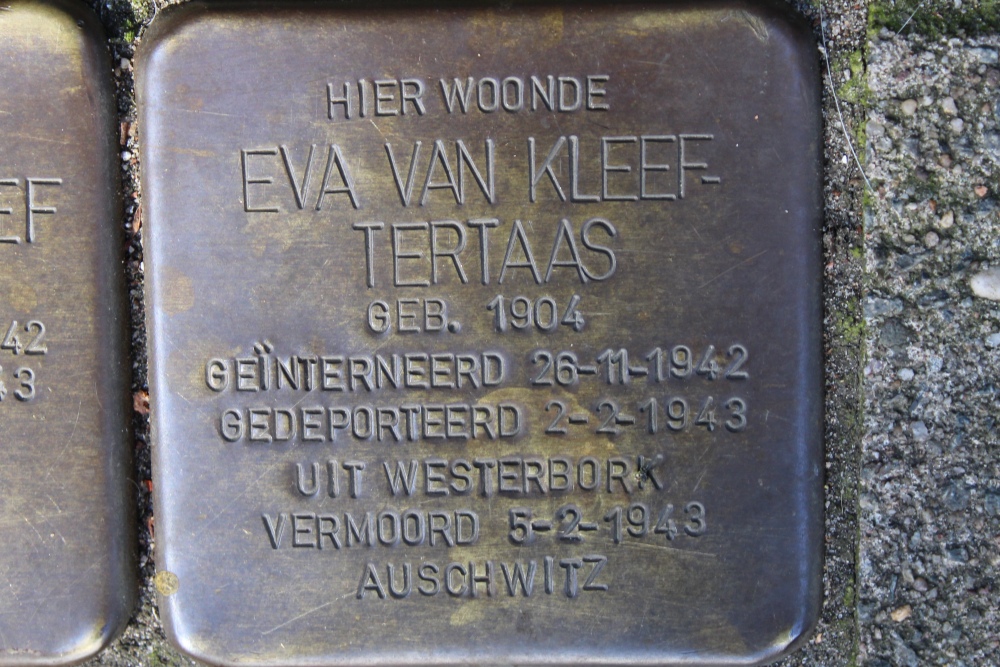 HIER WOONDE
EVA VAN KLEEF-
TERTAAS
GEB. 1904
GEÏNTERNEERD 26-11-1942
GEDEPORTEERD 2-2-1943
UIT WESTERBORK
VERMOORD 5-2-1943
AUSCHWITZ